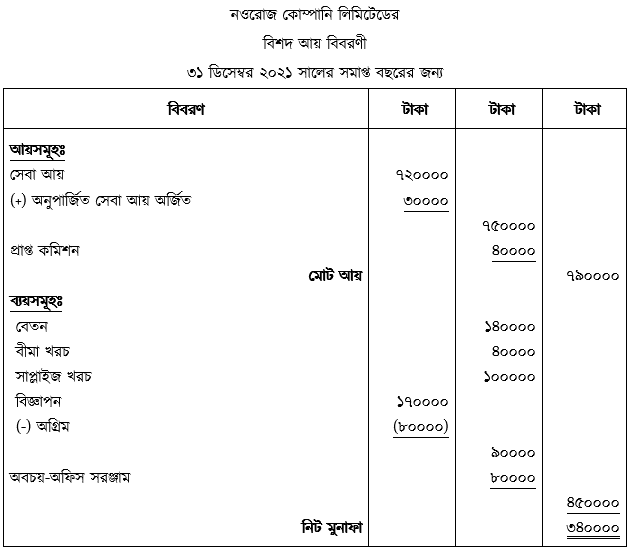 নওরোজ কোম্পানি লিমিটেডের
বিশদ আয় বিবরণী
৩১ ডিসেম্বর ২০২১ সালের সমাপ্ত বছরের জন্য
বিবরণ টাকা টাকা টাকা
আয়সমূহঃ
সেবা আয় ৭২০০০০
(+) অনুপার্জিত সেবা আয় অর্জিত ৩০০০০
৭৫০০০০
প্রাপ্ত কমিশন ৪০০০০
মোট আয় ৭৯০০০০
ব্যয়সমূহঃ
বেতন ১৪০০০০
বীমা খরচ ৪০০০০
সাপ্লাইজ খরচ ১০০০০০
বিজ্ঞাপন ১৭০০০০
(-) অগ্রিম (৮০০০০)
৯০০০০
অবচয়-অফিস সরঞ্জাম ৮০০০০
৪৫০০০০
নিট মুনাফা ৩৪০০০০